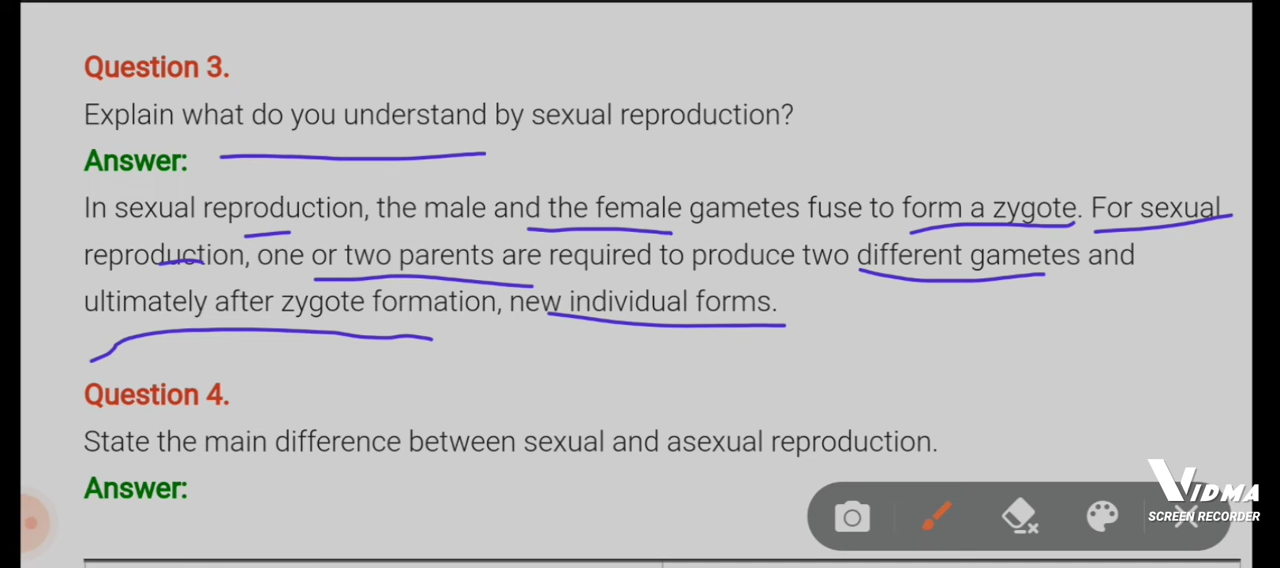 Question 3.
Explain what do you understand by sexual reproduction?
Answer:
In sexual reproduction, the male and the female gametes fuse to form a zygote. For sexual
reproduction, one or two parents are required to produce two different gametes and
ultimately after zygote formation, new individual forms.
Question 4.
State the main difference between sexual and asexual reproduction.
Answer:
VIDMA
SCREEN RECORDER